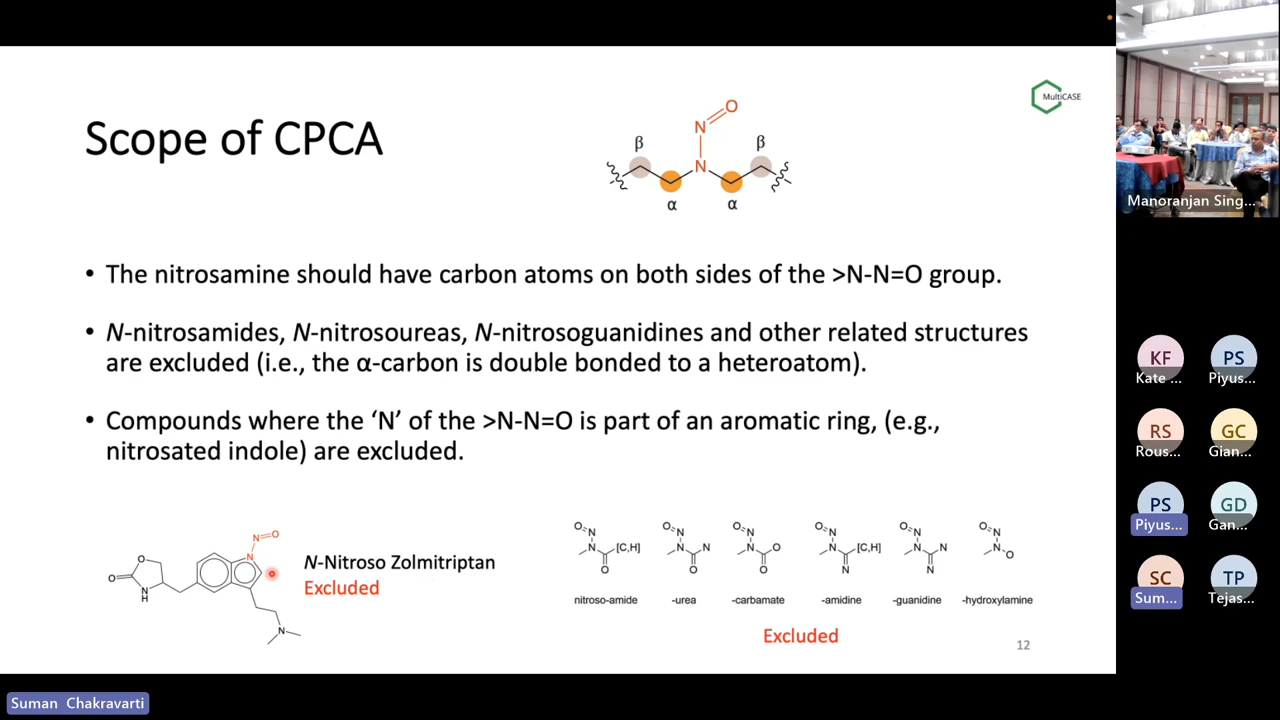 MultiCASE
Scope of CPCA
N
O
N
β
β
α
α
• The nitrosamine should have carbon atoms on both sides of the >N-N=O group.
• N-nitrosamides, N-nitrosoureas, N-nitrosoguanidines and other related structures
are excluded (i.e., the α-carbon is double bonded to a heteroatom).
• Compounds where the ‘N’ of the >N-N=O is part of an aromatic ring, (e.g.,
nitrosated indole) are excluded.
O
O
N
H
N
N
O
N
N-Nitroso Zolmitriptan
Excluded
O N
N [C,H]
O
nitroso-amide
O N
N N
O
-urea
O N
N O
O
-carbamate
O N
N [C,H]
N
-amidine
O N
N N
N
-guanidine
O N
N O
-hydroxylamine
Excluded
12
Manoranjan Sing...
KF
Kate ...
PS
Piyus...
RS
Rous...
GC
Gian...
PS
Piyus...
GD
Gan...
SC
Sum...
TP
Tejas...
Suman Chakravarti